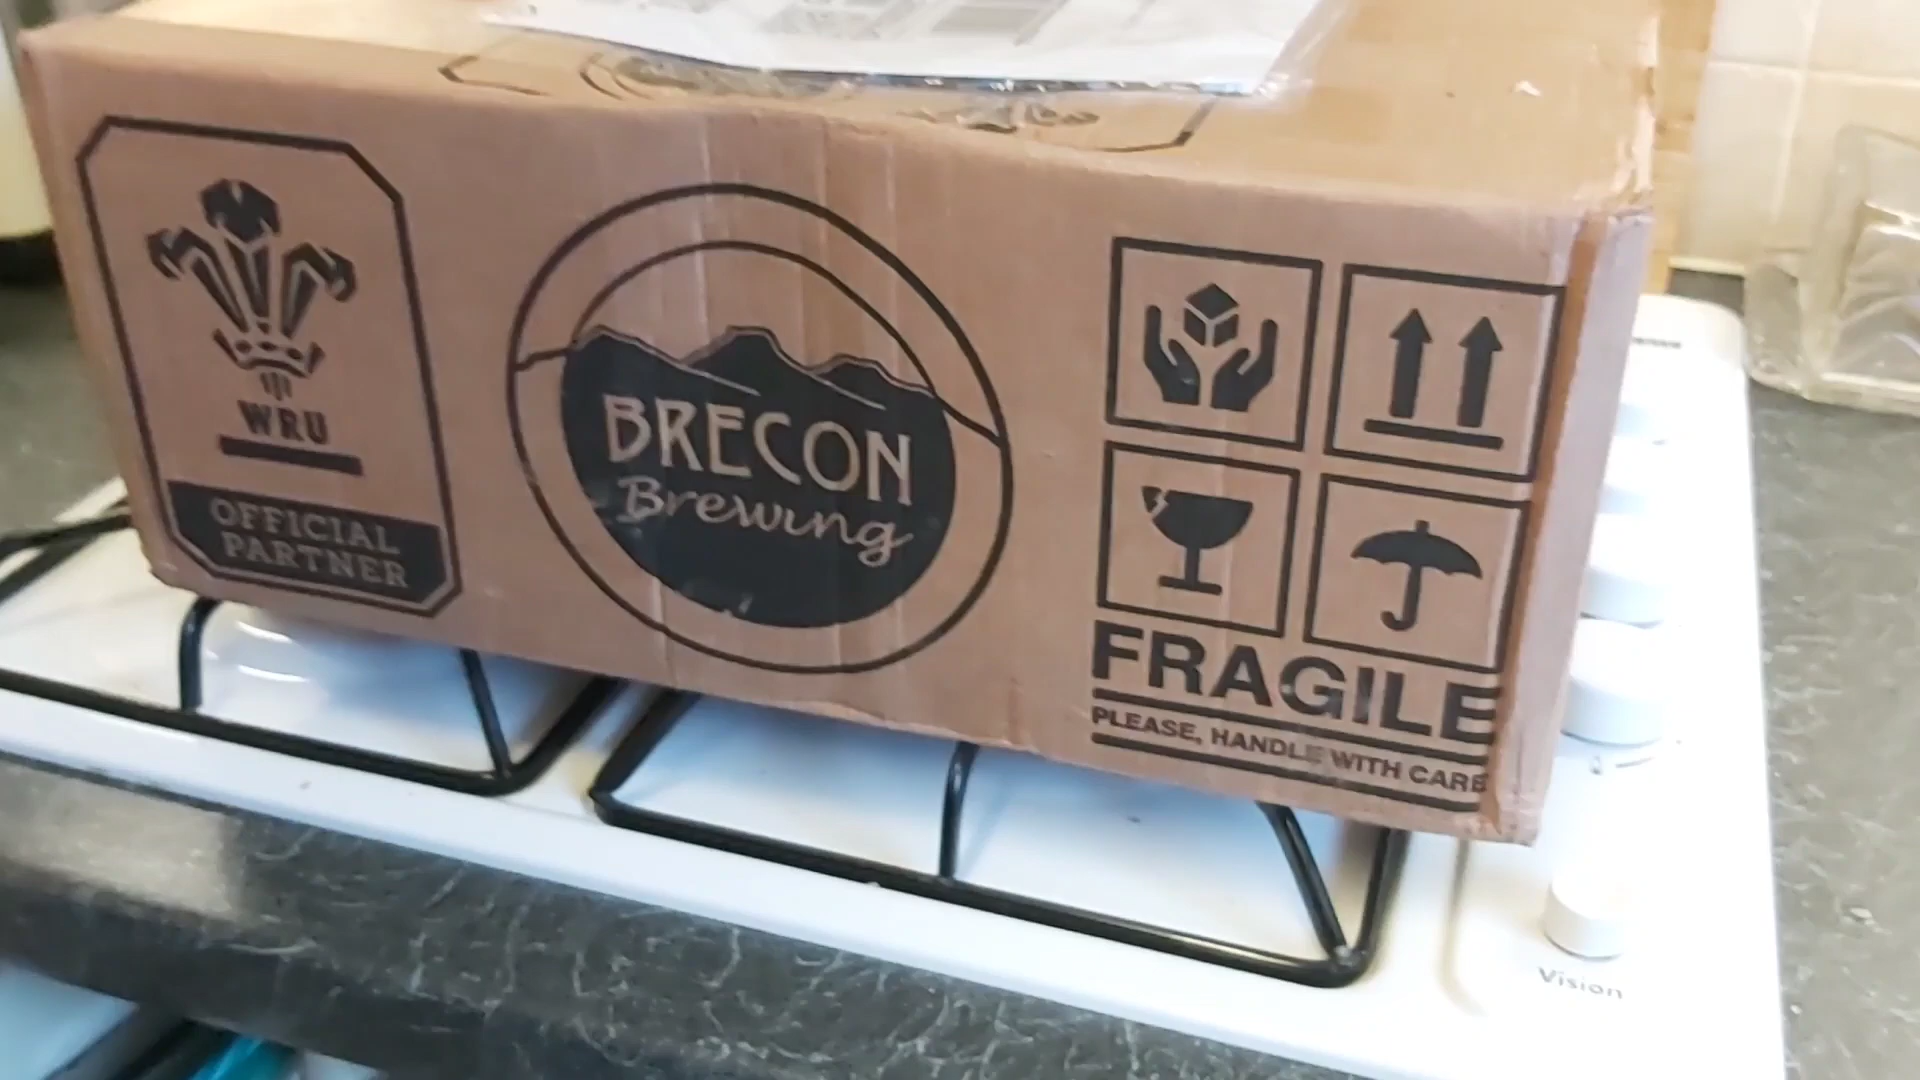 WRU
OFFICIAL
PARTNER
BRECON
Brewing
FRAGILE
PLEASE, HANDLE WITH CARE
Vision